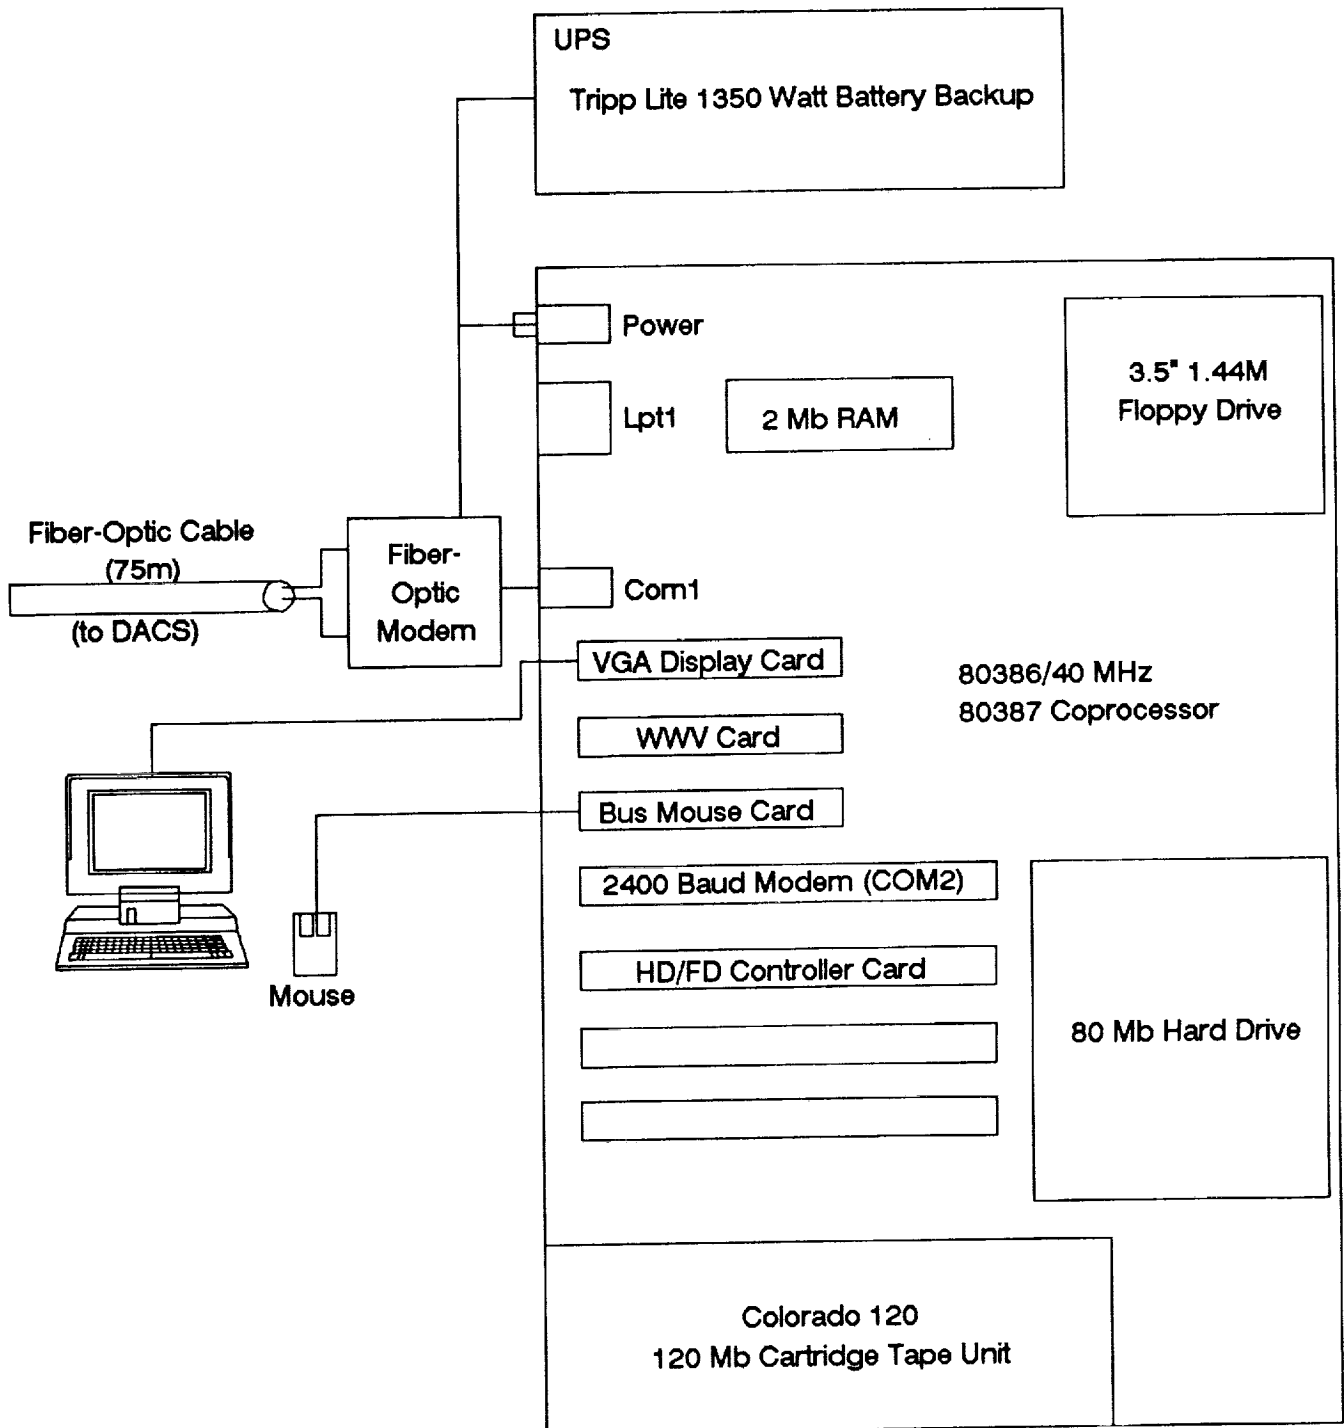 UPS
Tripp Lite 1350 Watt Battery Backup
Power
Lpt1
2 Mb RAM
3.5" 1.44M
Floppy Drive
Fiber-Optic Cable
(75m)
(to DACS)
Fiber-
Optic
Modem
Com1
VGA Display Card
80386/40 MHz
80387 Coprocessor
WWV Card
Bus Mouse Card
2400 Baud Modem (COM2)
HD/FD Controller Card
Mouse
80 Mb Hard Drive
Colorado 120
120 Mb Cartridge Tape Unit